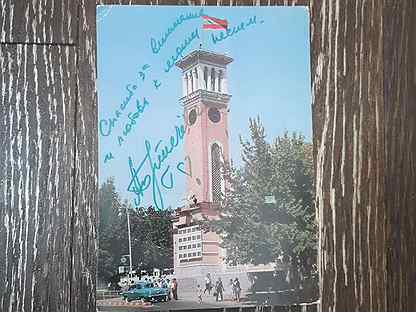 Спасибо за внимание
и любовь к моим песням.